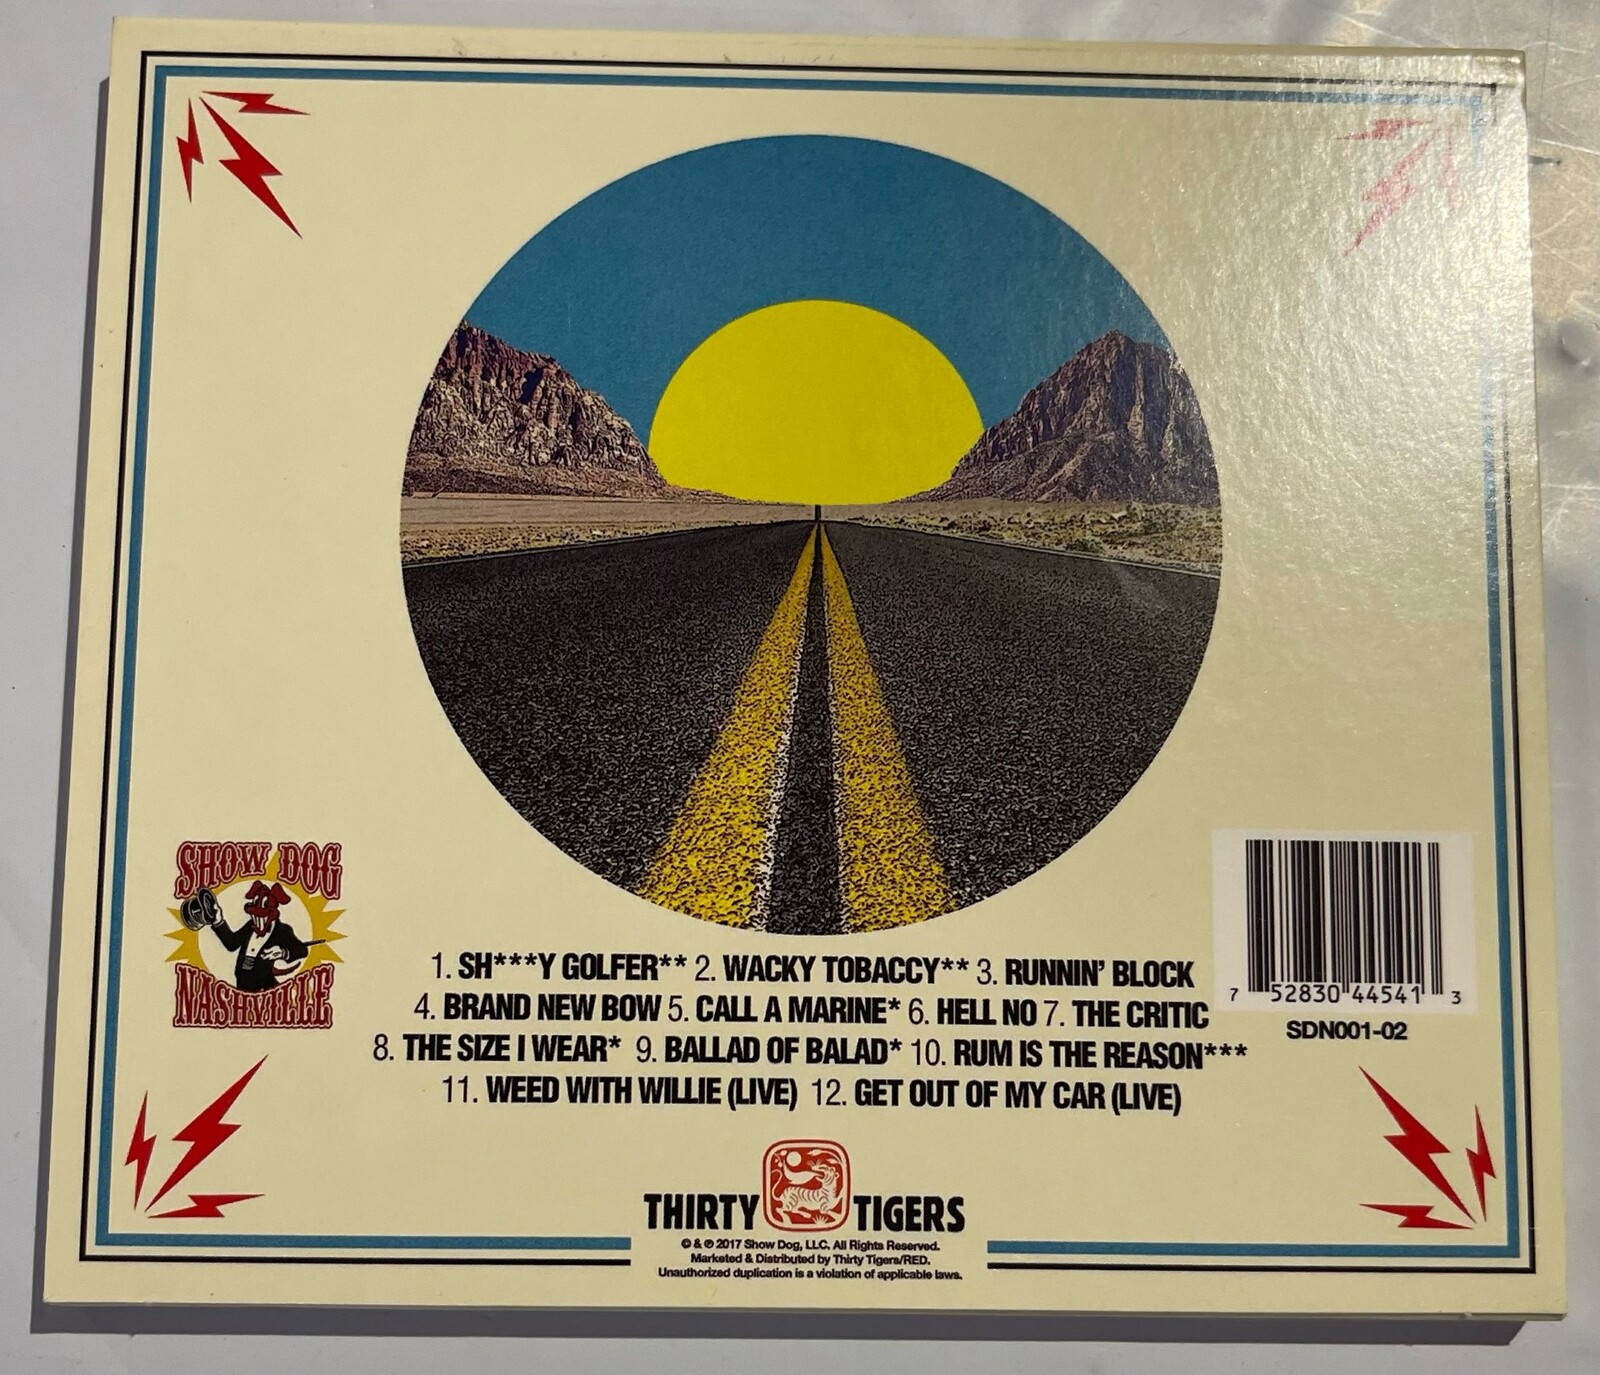 SHOW DOG
NASHVILLE
1. SH***Y GOLFER** 2. WACKY TOBACCY** 3. RUNNIN' BLOCK
4. BRAND NEW BOW 5. CALL A MARINE* 6. HELL NO 7. THE CRITIC
8. THE SIZE I WEAR* 9. BALLAD OF BALAD* 10. RUM IS THE REASON***
11. WEED WITH WILLIE (LIVE) 12. GET OUT OF MY CAR (LIVE)
7 52830 44541 3
SDN001-02
THIRTY TIGERS
© & ℗ 2017 Show Dog, LLC. All Rights Reserved.
Marketed & Distributed by Thirty Tigers/RED.
Unauthorized duplication is a violation of applicable laws.